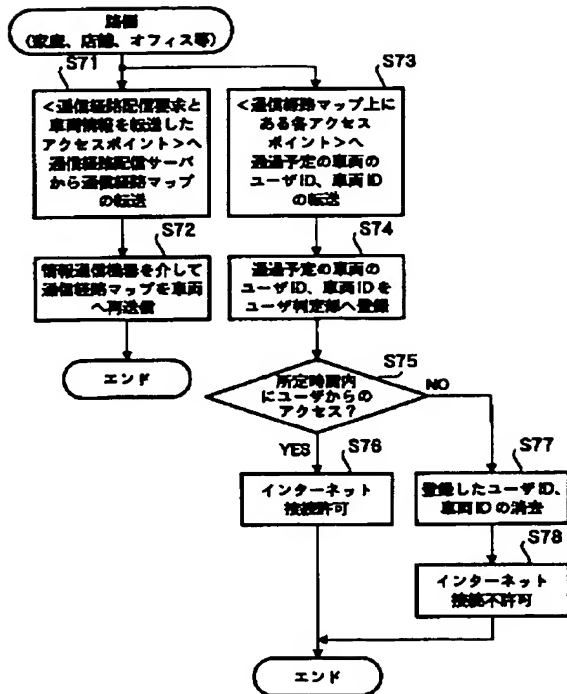 路側
(家庭、店舗、オフィス等)
S71
S73
<通信経路配信要求と
車両情報を転送した
アクセスポイント>へ
通信経路配信サーバ
から通信経路マップ
の転送
<通信経路マップ上に
ある各アクセス
ポイント>へ
通過予定の車両の
ユーザID、車両ID
の転送
S72
S74
情報通信機器を介して
通信経路マップを車両
へ再送信
通過予定の車両の
ユーザID、車両IDを
ユーザ判定部へ登録
エンド
S75
所定時間内
にユーザからの
アクセス?
NO
YES
S76
S77
インターネット
接続許可
登録したユーザID、
車両IDの消去
S78
インターネット
接続不許可
エンド